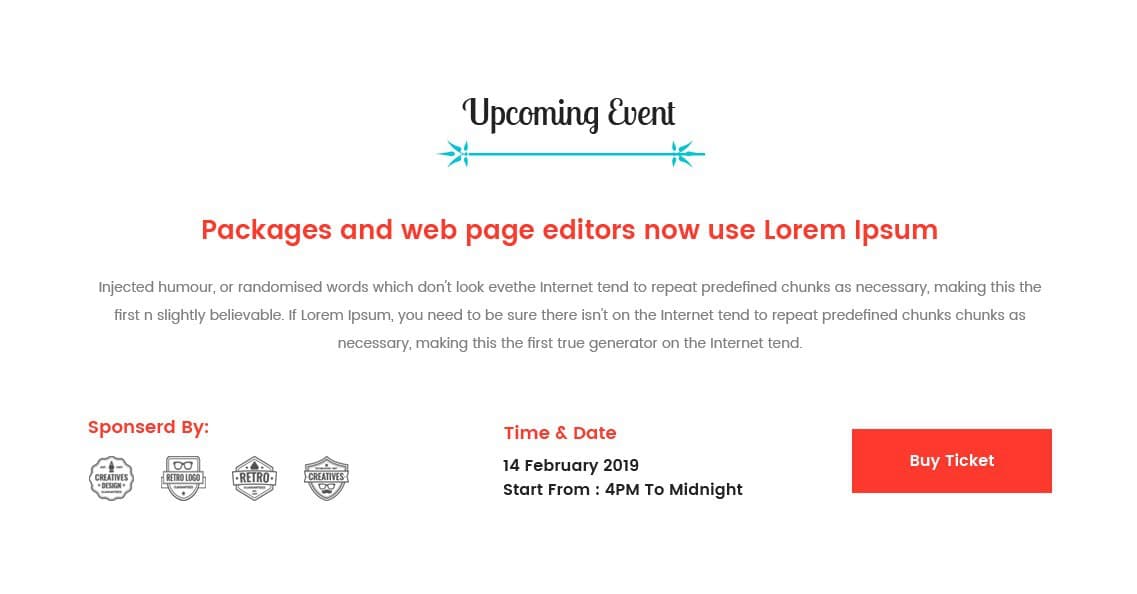 Upcoming Event
Packages and web page editors now use Lorem Ipsum
Injected humour, or randomised words which don't look evethe Internet tend to repeat predefined chunks as necessary, making this the
first n slightly believable. If Lorem Ipsum, you need to be sure there isn't on the Internet tend to repeat predefined chunks chunks as
necessary, making this the first true generator on the Internet tend.
Sponserd By:
CREATIVES
DESIGN
RETRO LOGO
RETRO
CREATIVES
Time & Date
14 February 2019
Start From : 4PM To Midnight
Buy Ticket